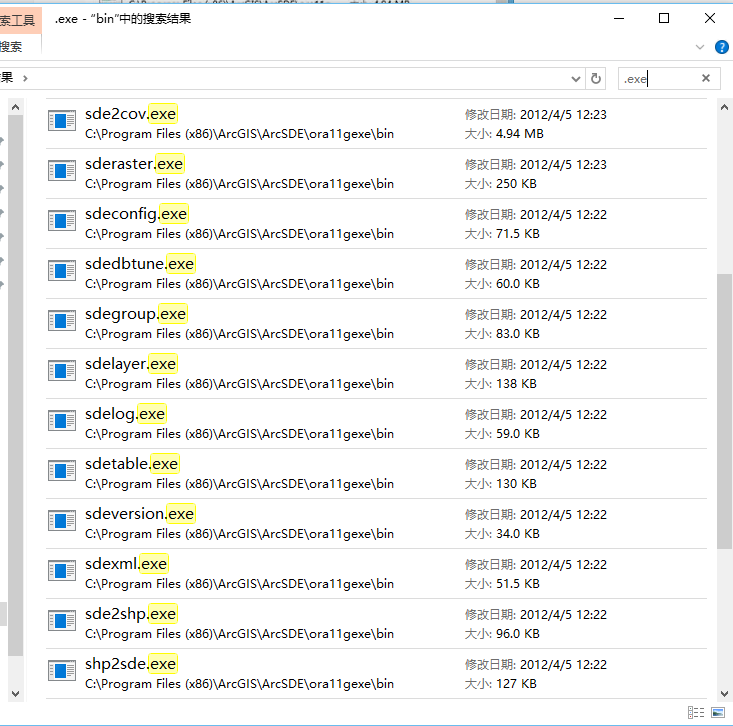 索工具
.exe - “bin”中的搜索结果
搜索
果
.exe
sde2cov.exe
修改日期: 2012/4/5 12:23
C:\Program Files (x86)\ArcGIS\ArcSDE\ora11gexe\bin
大小: 4.94 MB
sderaster.exe
修改日期: 2012/4/5 12:23
C:\Program Files (x86)\ArcGIS\ArcSDE\ora11gexe\bin
大小: 250 KB
sdeconfig.exe
修改日期: 2012/4/5 12:22
C:\Program Files (x86)\ArcGIS\ArcSDE\ora11gexe\bin
大小: 71.5 KB
sdedbtune.exe
修改日期: 2012/4/5 12:22
C:\Program Files (x86)\ArcGIS\ArcSDE\ora11gexe\bin
大小: 60.0 KB
sdegroup.exe
修改日期: 2012/4/5 12:22
C:\Program Files (x86)\ArcGIS\ArcSDE\ora11gexe\bin
大小: 83.0 KB
sdelayer.exe
修改日期: 2012/4/5 12:22
C:\Program Files (x86)\ArcGIS\ArcSDE\ora11gexe\bin
大小: 138 KB
sdelog.exe
修改日期: 2012/4/5 12:22
C:\Program Files (x86)\ArcGIS\ArcSDE\ora11gexe\bin
大小: 59.0 KB
sdetable.exe
修改日期: 2012/4/5 12:22
C:\Program Files (x86)\ArcGIS\ArcSDE\ora11gexe\bin
大小: 130 KB
sdeversion.exe
修改日期: 2012/4/5 12:22
C:\Program Files (x86)\ArcGIS\ArcSDE\ora11gexe\bin
大小: 34.0 KB
sdexml.exe
修改日期: 2012/4/5 12:22
C:\Program Files (x86)\ArcGIS\ArcSDE\ora11gexe\bin
大小: 51.5 KB
sde2shp.exe
修改日期: 2012/4/5 12:22
C:\Program Files (x86)\ArcGIS\ArcSDE\ora11gexe\bin
大小: 96.0 KB
shp2sde.exe
修改日期: 2012/4/5 12:22
C:\Program Files (x86)\ArcGIS\ArcSDE\ora11gexe\bin
大小: 127 KB